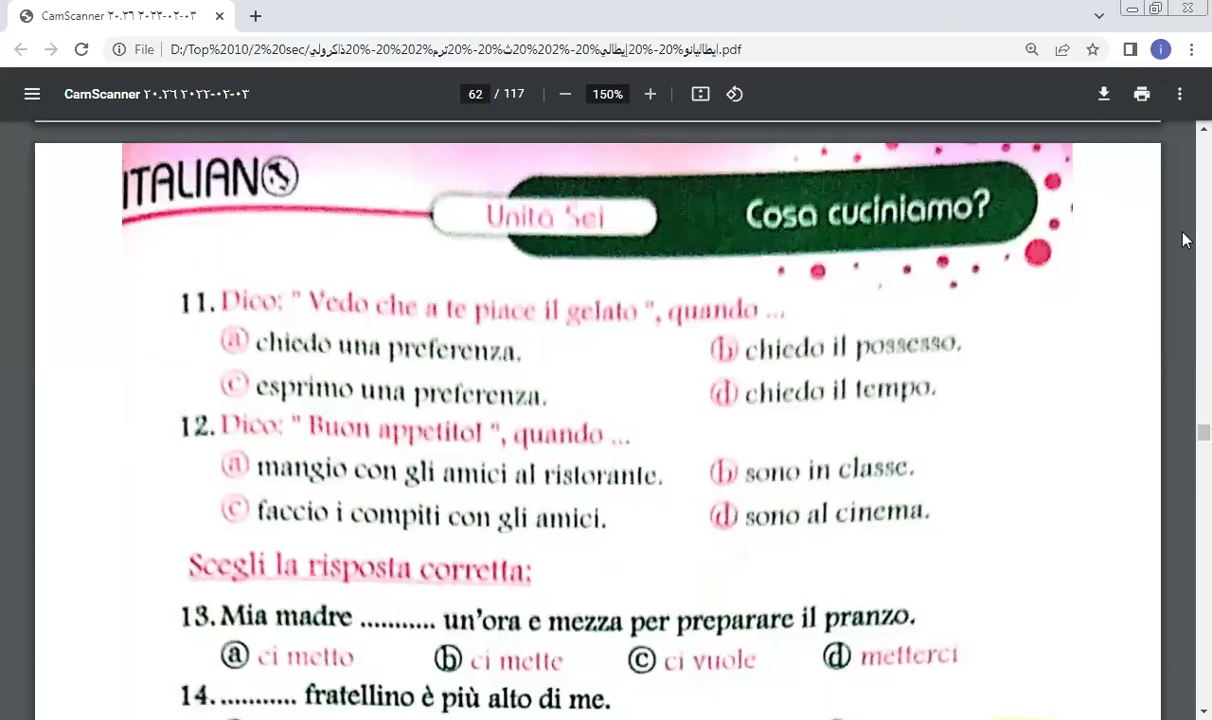 CamScanner ٢٠٢٢-٠٢-٠٣ ٢٠.٢٦
File D:/Top%2010/2%20sec/ايطاليانو%20-%20إيطالي%20-%202%20ث%20-%20ترم%202%20-%20ذاكرولي.pdf
CamScanner ٢٠٢٢-٠٢-٠٣ ٢٠.٢٦
62 / 117
150%
ITALIANO
Unità Sei
Cosa cuciniamo?
11. Dico: " Vedo che a te piace il gelato ", quando ...
a chiedo una preferenza. b chiedo il possesso.
c esprimo una preferenza. d chiedo il tempo.
12. Dico: " Buon appetito! ", quando ...
a mangio con gli amici al ristorante. b sono in classe.
c faccio i compiti con gli amici. d sono al cinema.
Scegli la risposta corretta:
13. Mia madre ........... un'ora e mezza per preparare il pranzo.
a ci metto b ci mette c ci vuole d metterci
14. ........... fratellino è più alto di me.